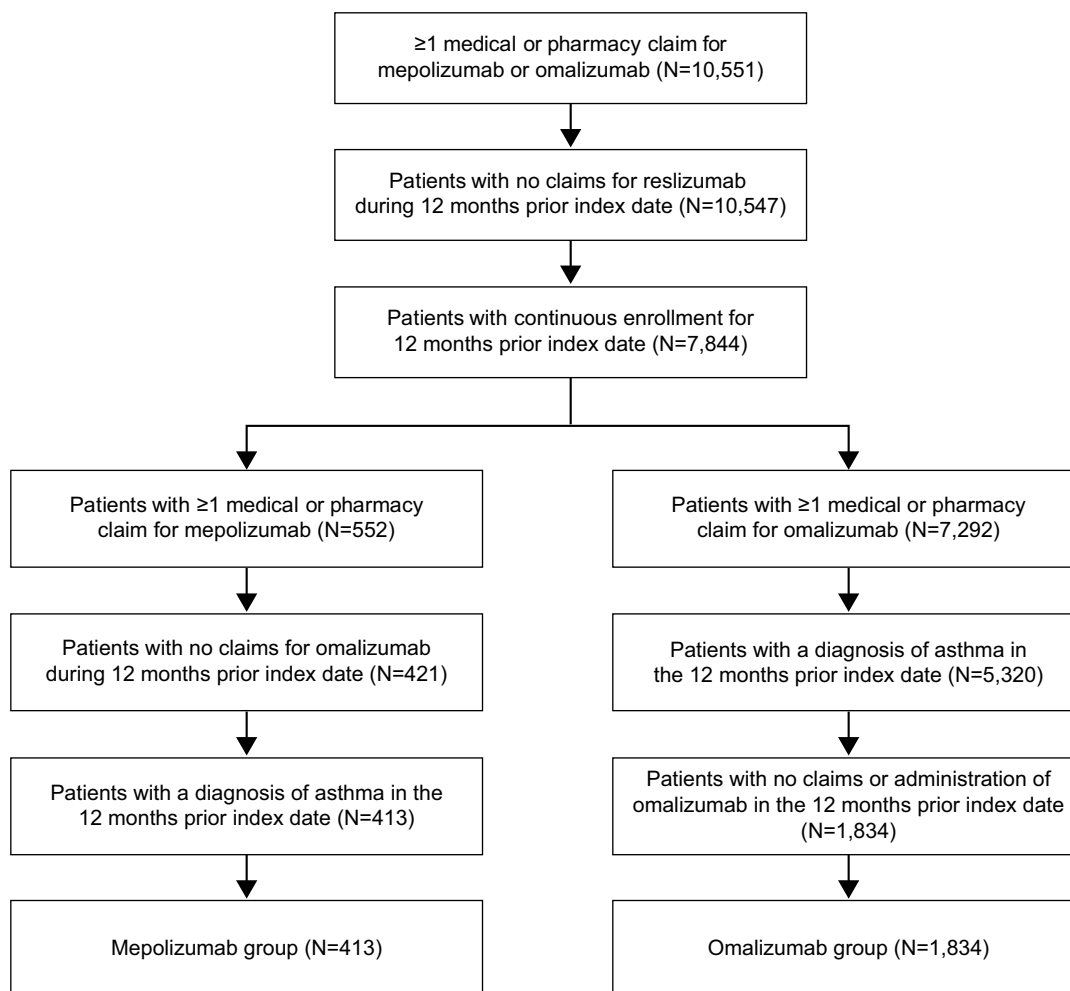 ≥1 medical or pharmacy claim for
mepolizumab or omalizumab (N=10,551)
Patients with no claims for reslizumab
during 12 months prior index date (N=10,547)
Patients with continuous enrollment for
12 months prior index date (N=7,844)
Patients with ≥1 medical or pharmacy
claim for mepolizumab (N=552)
Patients with ≥1 medical or pharmacy
claim for omalizumab (N=7,292)
Patients with no claims for omalizumab
during 12 months prior index date (N=421)
Patients with a diagnosis of asthma in
the 12 months prior index date (N=5,320)
Patients with a diagnosis of asthma in the
12 months prior index date (N=413)
Patients with no claims or administration of
omalizumab in the 12 months prior index date
(N=1,834)
Mepolizumab group (N=413)
Omalizumab group (N=1,834)